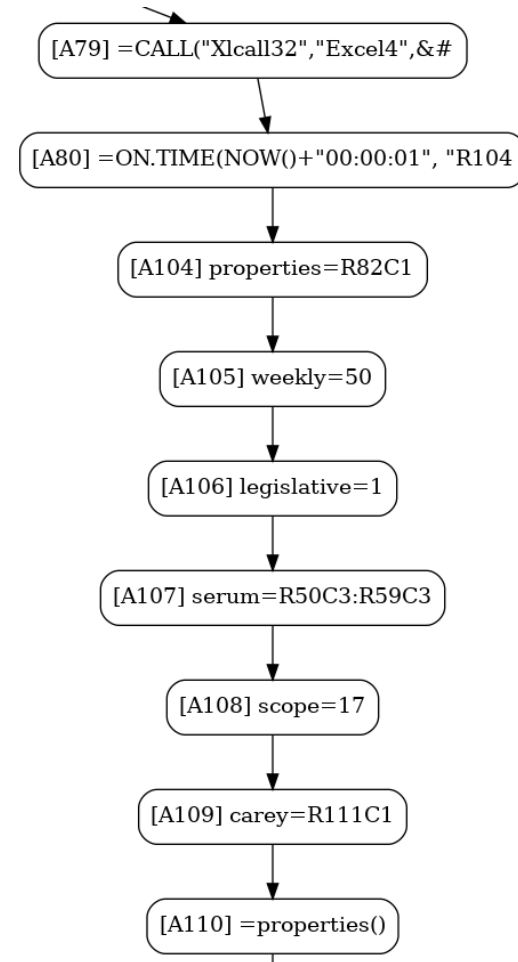 [A79] =CALL("Xlcall32","Excel4",&#
[A80] =ON.TIME(NOW()+"00:00:01", "R104
[A104] properties=R82C1
[A105] weekly=50
[A106] legislative=1
[A107] serum=R50C3:R59C3
[A108] scope=17
[A109] carey=R111C1
[A110] =properties()